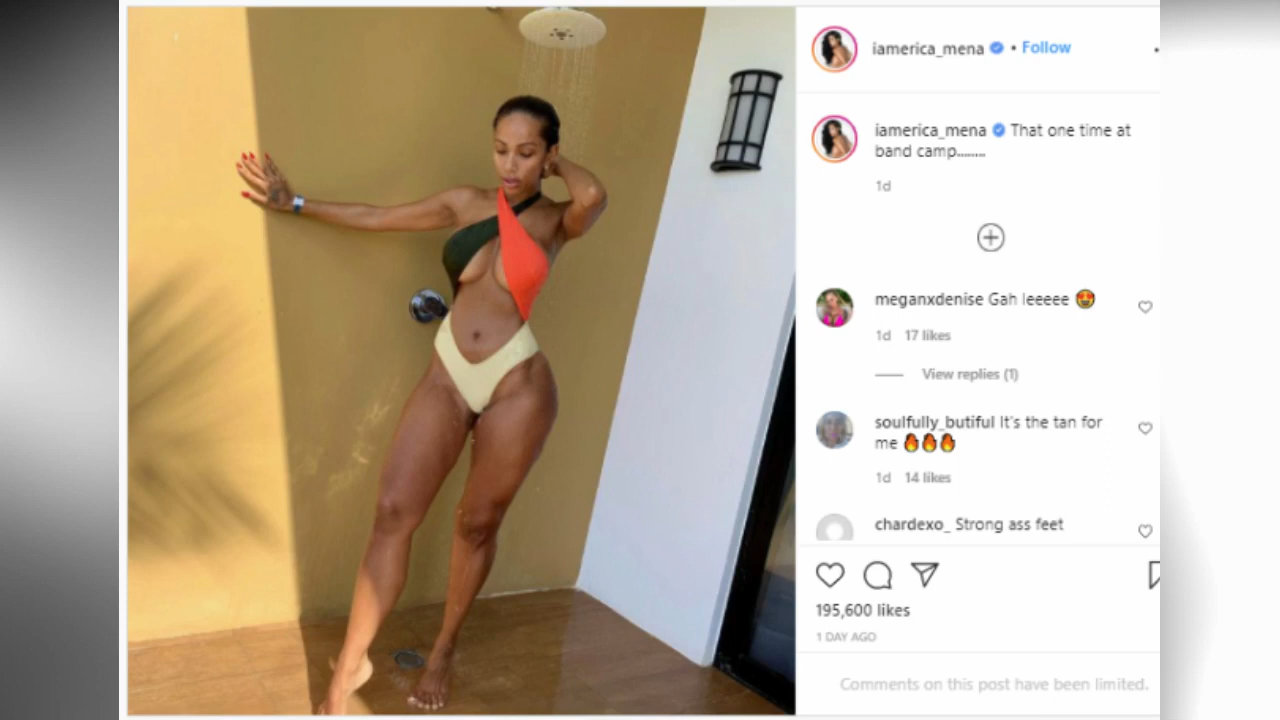 iamerica_mena • Follow
iamerica_mena That one time at
band camp.........
1d
meganxdenise Gah leeeee 😍
1d 17 likes
View replies (1)
soulfully_butiful It's the tan for
me 🔥🔥🔥
1d 14 likes
chardexo_ Strong ass feet
195,600 likes
1 DAY AGO
Comments on this post have been limited.